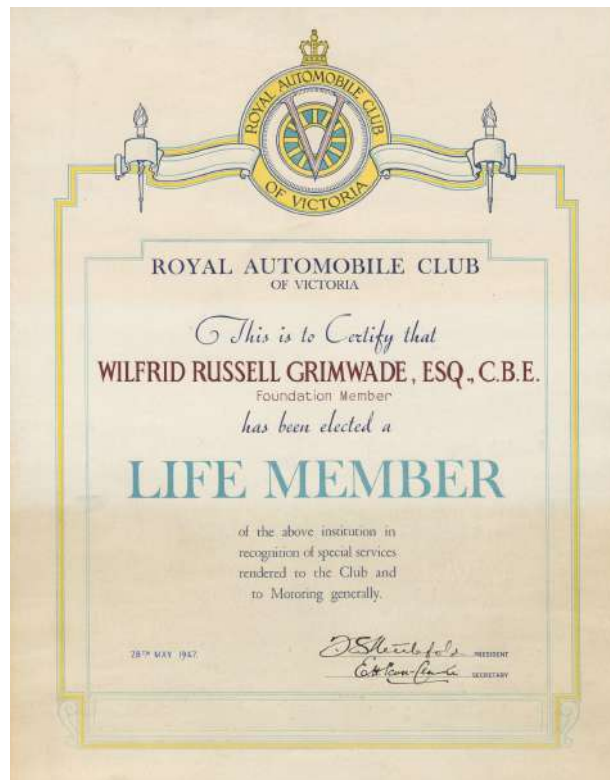 ROYAL AUTOMOBILE CLUB
V
OF VICTORIA
ROYAL AUTOMOBILE CLUB
OF VICTORIA
This is to Certify that
WILFRID RUSSELL GRIMWADE, ESQ., C.B.E.
Foundation Member
has been elected a
LIFE MEMBER
of the above institution in
recognition of special services
rendered to the Club and
to Motoring generally.
28TH MAY 1947.
PRESIDENT
SECRETARY